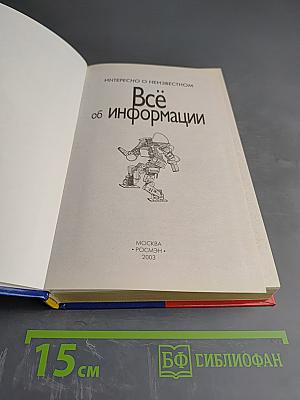 ИНТЕРЕСНО О НЕИЗВЕСТНОМ
Всё
об информации
МОСКВА
• РОСМЭН •
2003
15 см
БФ БИБЛИОФАН